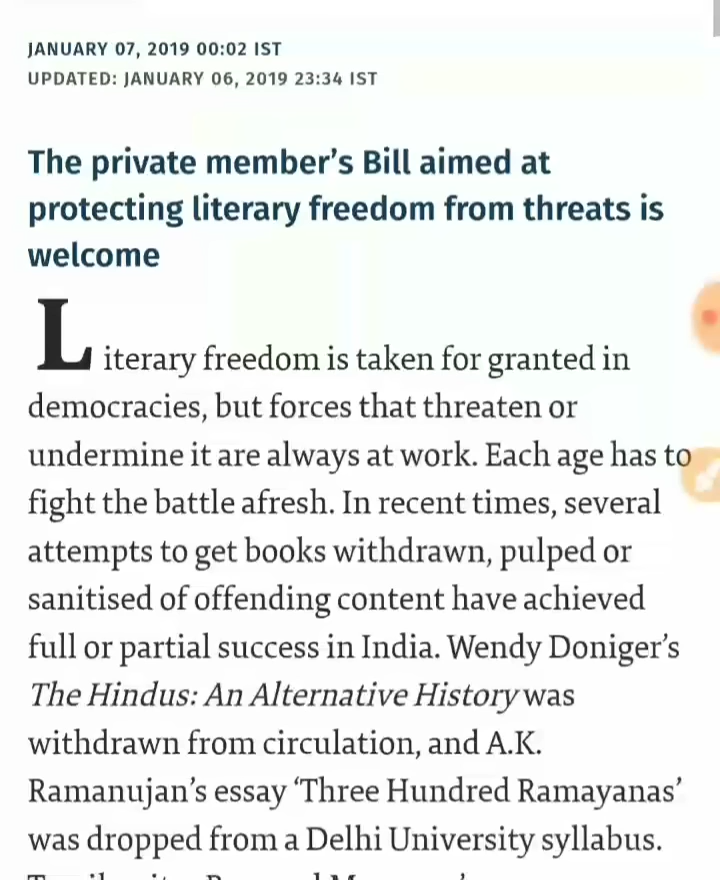 JANUARY 07, 2019 00:02 IST
UPDATED: JANUARY 06, 2019 23:34 IST
The private member’s Bill aimed at
protecting literary freedom from threats is
welcome
Literary freedom is taken for granted in
democracies, but forces that threaten or
undermine it are always at work. Each age has to
fight the battle afresh. In recent times, several
attempts to get books withdrawn, pulped or
sanitised of offending content have achieved
full or partial success in India. Wendy Doniger’s
The Hindus: An Alternative History was
withdrawn from circulation, and A.K.
Ramanujan’s essay ‘Three Hundred Ramayanas’
was dropped from a Delhi University syllabus.